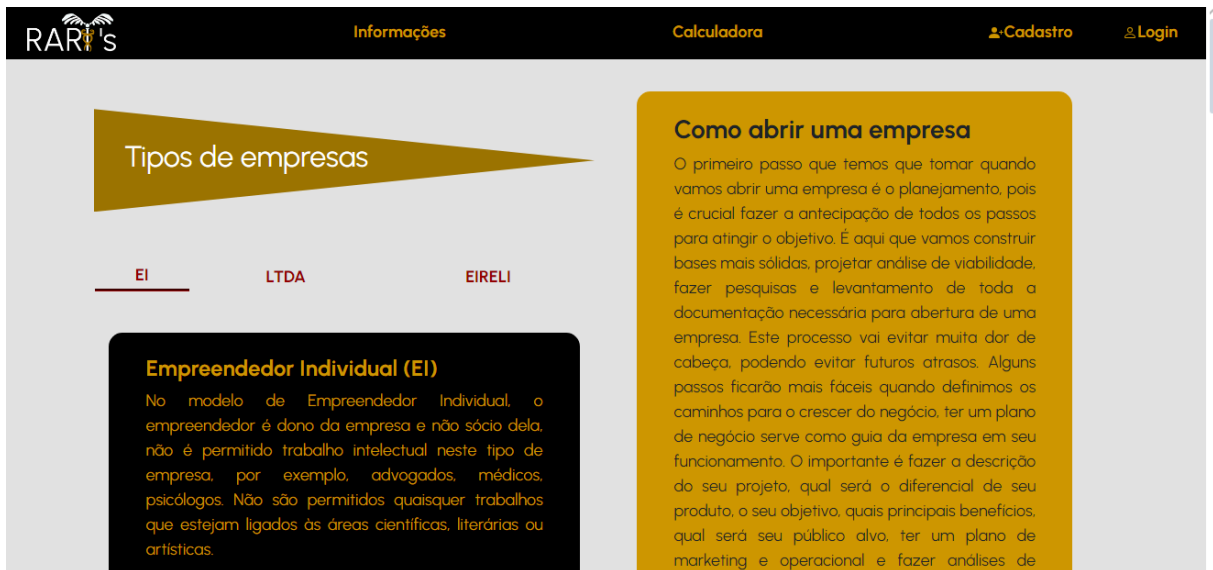 RARI's
Informações
Calculadora
Cadastro
Login
Tipos de empresas
EI
LTDA
EIRELI
Empreendedor Individual (EI)
No modelo de Empreendedor Individual, o
empreendedor é dono da empresa e não sócio dela,
não é permitido trabalho intelectual neste tipo de
empresa, por exemplo, advogados, médicos,
psicólogos. Não são permitidos quaisquer trabalhos
que estejam ligados às áreas científicas, literárias ou
artísticas.
Como abrir uma empresa
O primeiro passo que temos que tomar quando
vamos abrir uma empresa é o planejamento, pois
é crucial fazer a antecipação de todos os passos
para atingir o objetivo. É aqui que vamos construir
bases mais sólidas, projetar análise de viabilidade,
fazer pesquisas e levantamento de toda a
documentação necessária para abertura de uma
empresa. Este processo vai evitar muita dor de
cabeça, podendo evitar futuros atrasos. Alguns
passos ficarão mais fáceis quando definimos os
caminhos para o crescer do negócio, ter um plano
de negócio serve como guia da empresa em seu
funcionamento. O importante é fazer a descrição
do seu projeto, qual será o diferencial de seu
produto, o seu objetivo, quais principais benefícios,
qual será seu público alvo, ter um plano de
marketing e operacional e fazer análises de